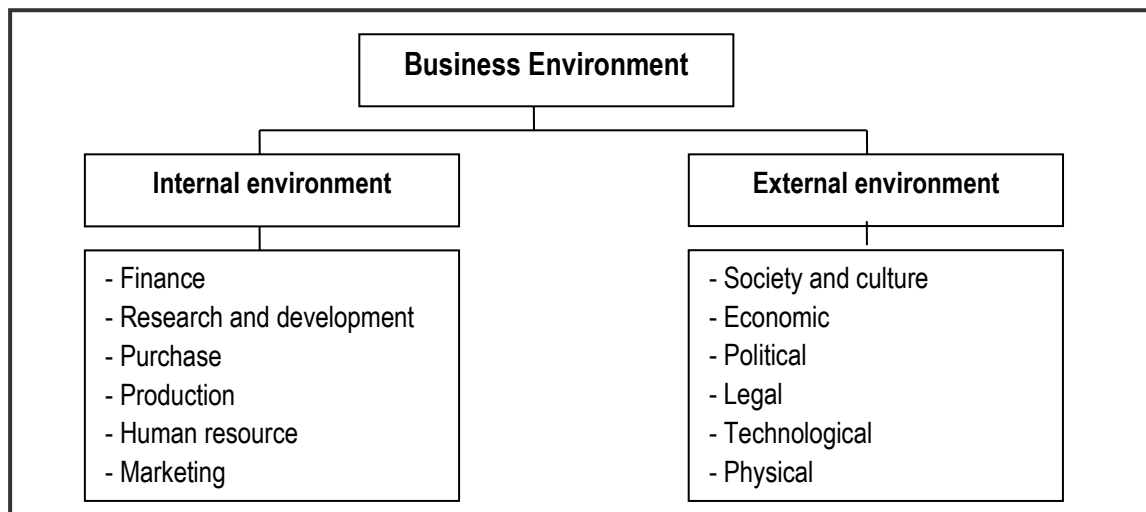 Business Environment
Internal environment
- Finance
- Research and development
- Purchase
- Production
- Human resource
- Marketing
External environment
- Society and culture
- Economic
- Political
- Legal
- Technological
- Physical